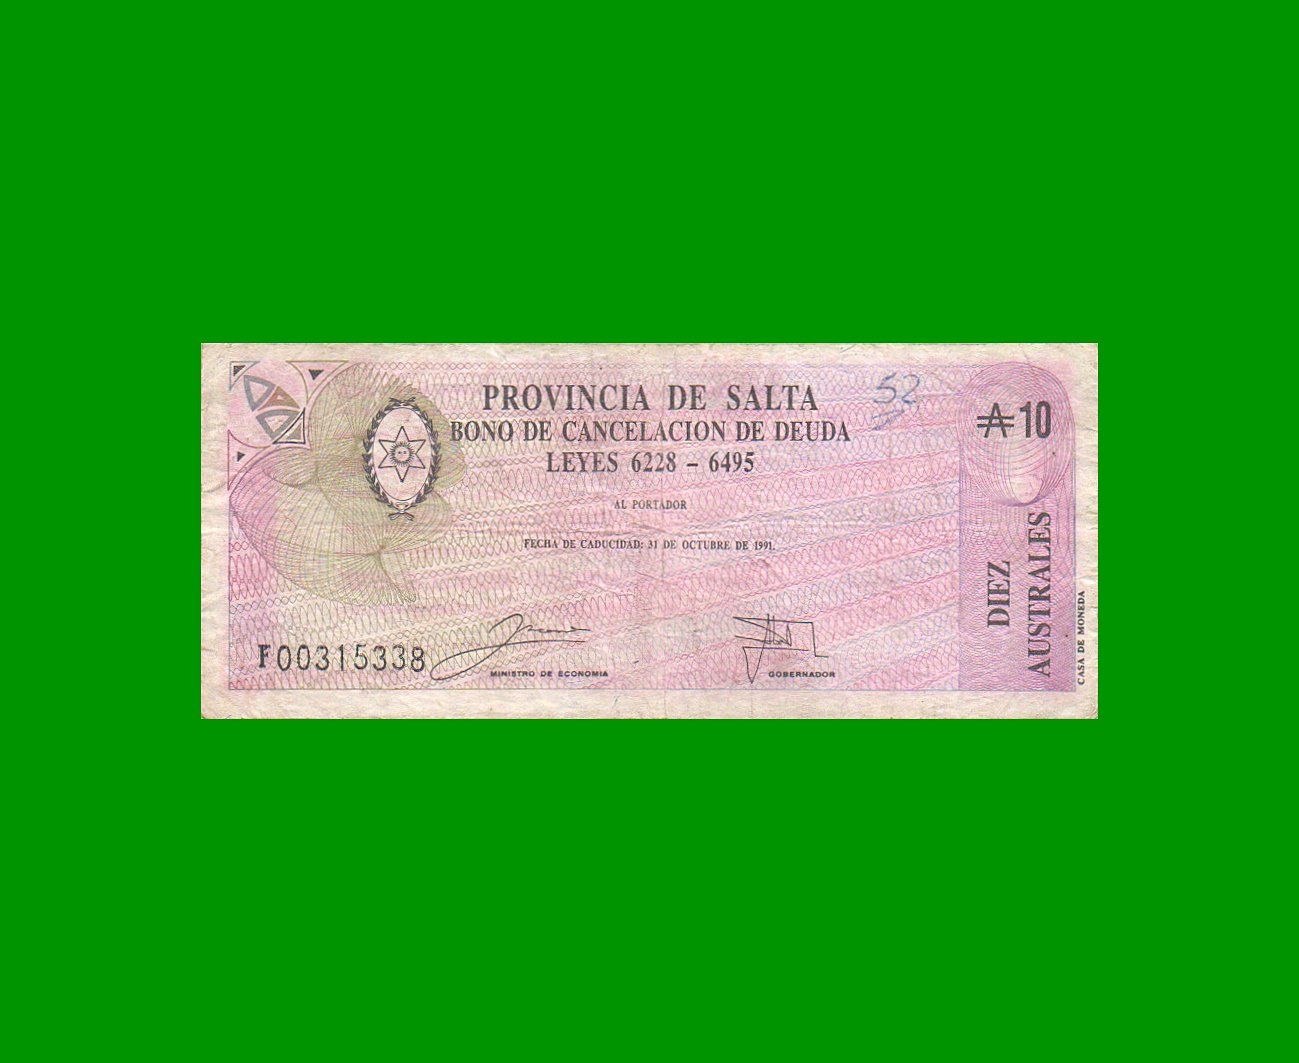 PROVINCIA DE SALTA
52
BONO DE CANCELACION DE DEUDA
LEYES 6228 - 6495
₳ 10
AL PORTADOR
FECHA DE CADUCIDAD: 31 DE OCTUBRE DE 1991.
DIEZ
AUSTRALES
CASA DE MONEDA
F00315338
MINISTRO DE ECONOMIA
GOBERNADOR